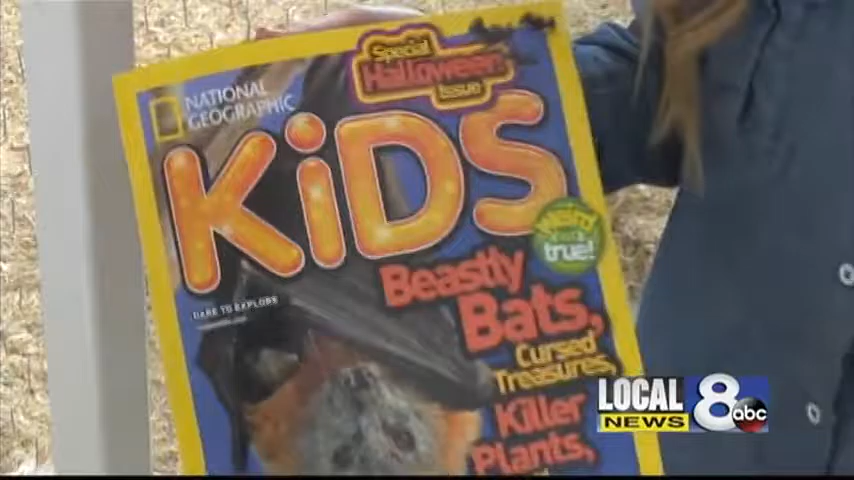 Special
Halloween
Issue
NATIONAL
GEOGRAPHIC
KiDS
Weird
true!
DARE TO EXPLORE
Beastly
Bats,
Cursed
Treasures,
Killer
Plants,
LOCAL
NEWS
8
abc